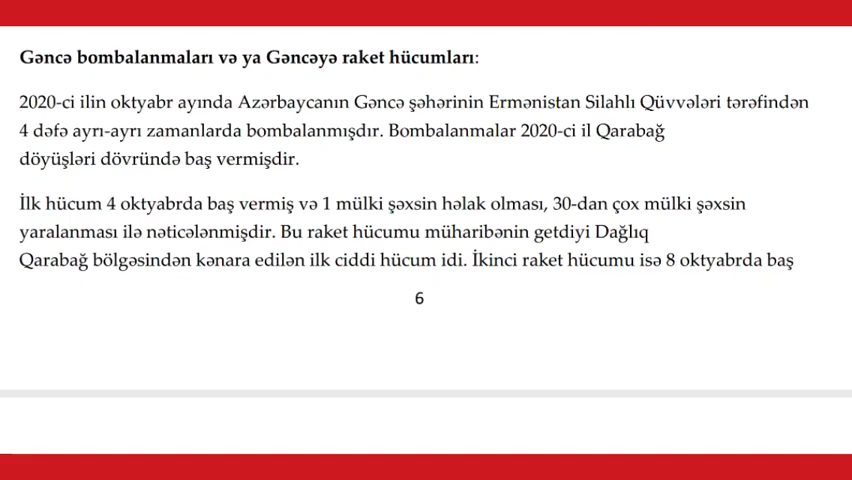 Gəncə bombalanmaları və ya Gəncəyə raket hücumları:
2020-ci ilin oktyabr ayında Azərbaycanın Gəncə şəhərinin Ermənistan Silahlı Qüvvələri tərəfindən
4 dəfə ayrı-ayrı zamanlarda bombalanmışdır. Bombalanmalar 2020-ci il Qarabağ
döyüşləri dövründə baş vermişdir.
İlk hücum 4 oktyabrda baş vermiş və 1 mülki şəxsin həlak olması, 30-dan çox mülki şəxsin
yaralanması ilə nəticələnmişdir. Bu raket hücumu müharibənin getdiyi Dağlıq
Qarabağ bölgəsindən kənara edilən ilk ciddi hücum idi. İkinci raket hücumu isə 8 oktyabrda baş
6